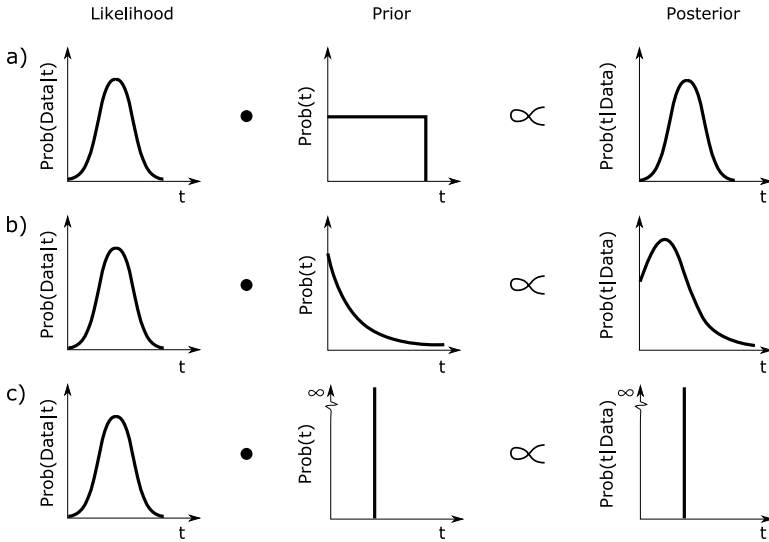 Likelihood Prior Posterior
a) Prob(Data|t) t • Prob(t) t ∝ Prob(t|Data) t
b) Prob(Data|t) t • Prob(t) t ∝ Prob(t|Data) t
c) Prob(Data|t) t • ∞ Prob(t) t ∝ ∞ Prob(t|Data) t